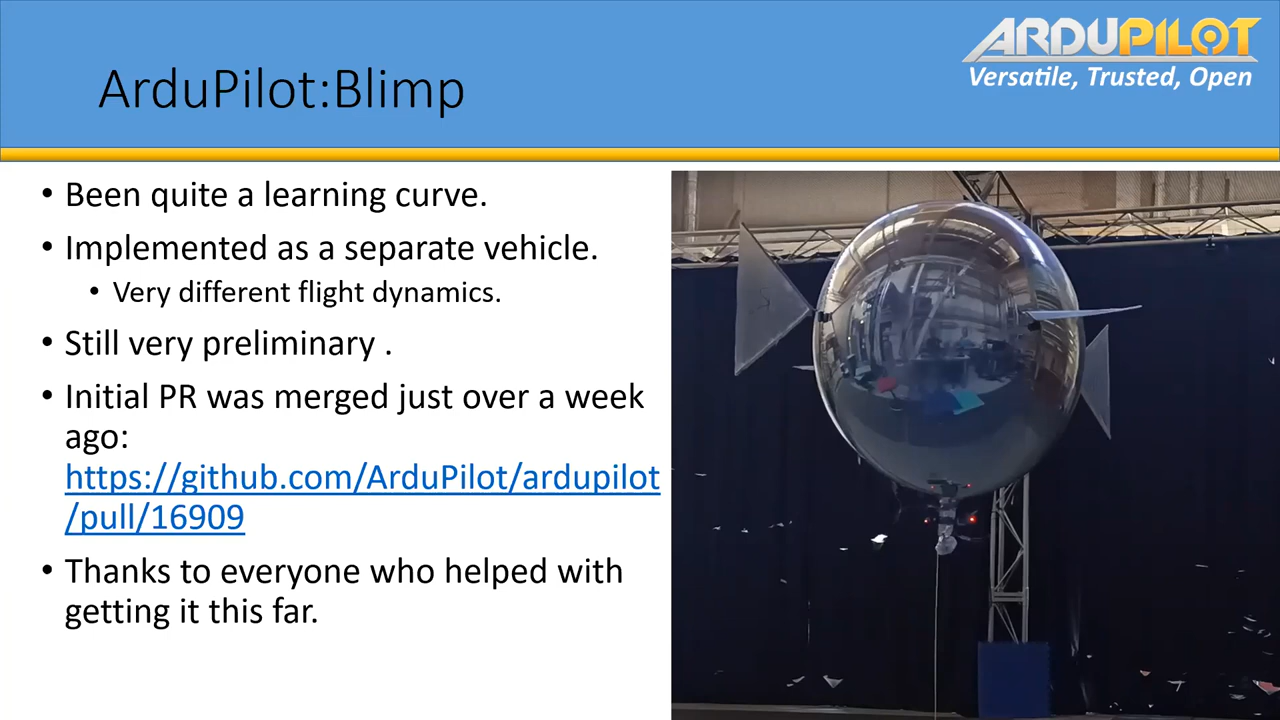 ArduPilot:Blimp
ARDUPILOT
Versatile, Trusted, Open
• Been quite a learning curve.
• Implemented as a separate vehicle.
• Very different flight dynamics.
• Still very preliminary .
• Initial PR was merged just over a week
ago:
https://github.com/ArduPilot/ardupilot
/pull/16909
• Thanks to everyone who helped with
getting it this far.